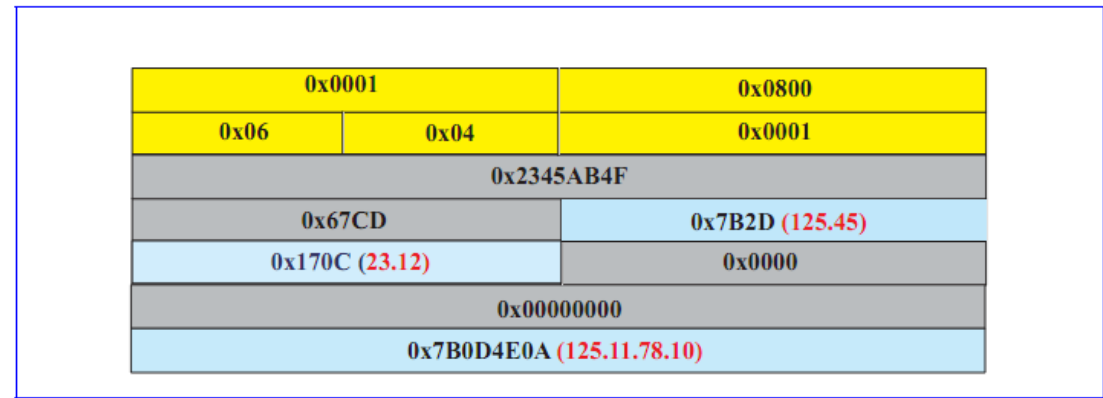 0x0001 0x0800
0x06 0x04 0x0001
0x2345AB4F
0x67CD 0x7B2D (125.45)
0x170C (23.12) 0x0000
0x00000000
0x7B0D4E0A (125.11.78.10)